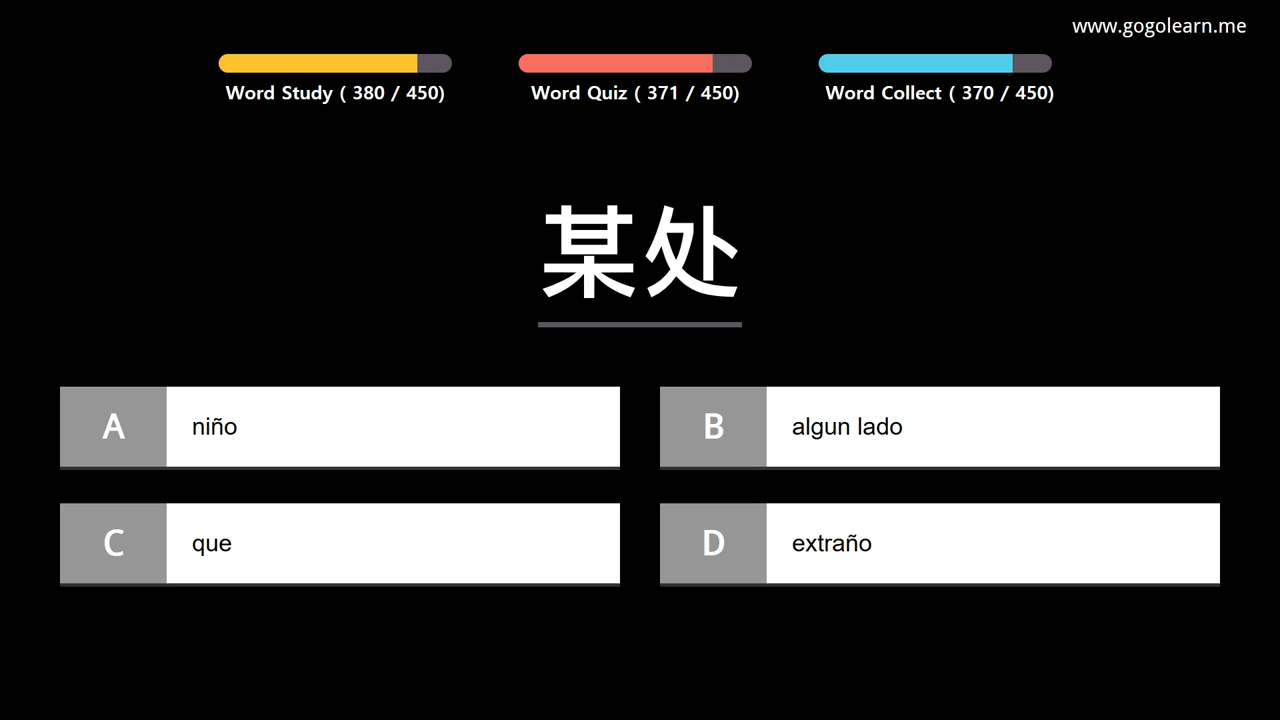 www.gogolearn.me
Word Study ( 380 / 450)
Word Quiz ( 371 / 450)
Word Collect ( 370 / 450)
某处
A niño
B algun lado
C que
D extraño